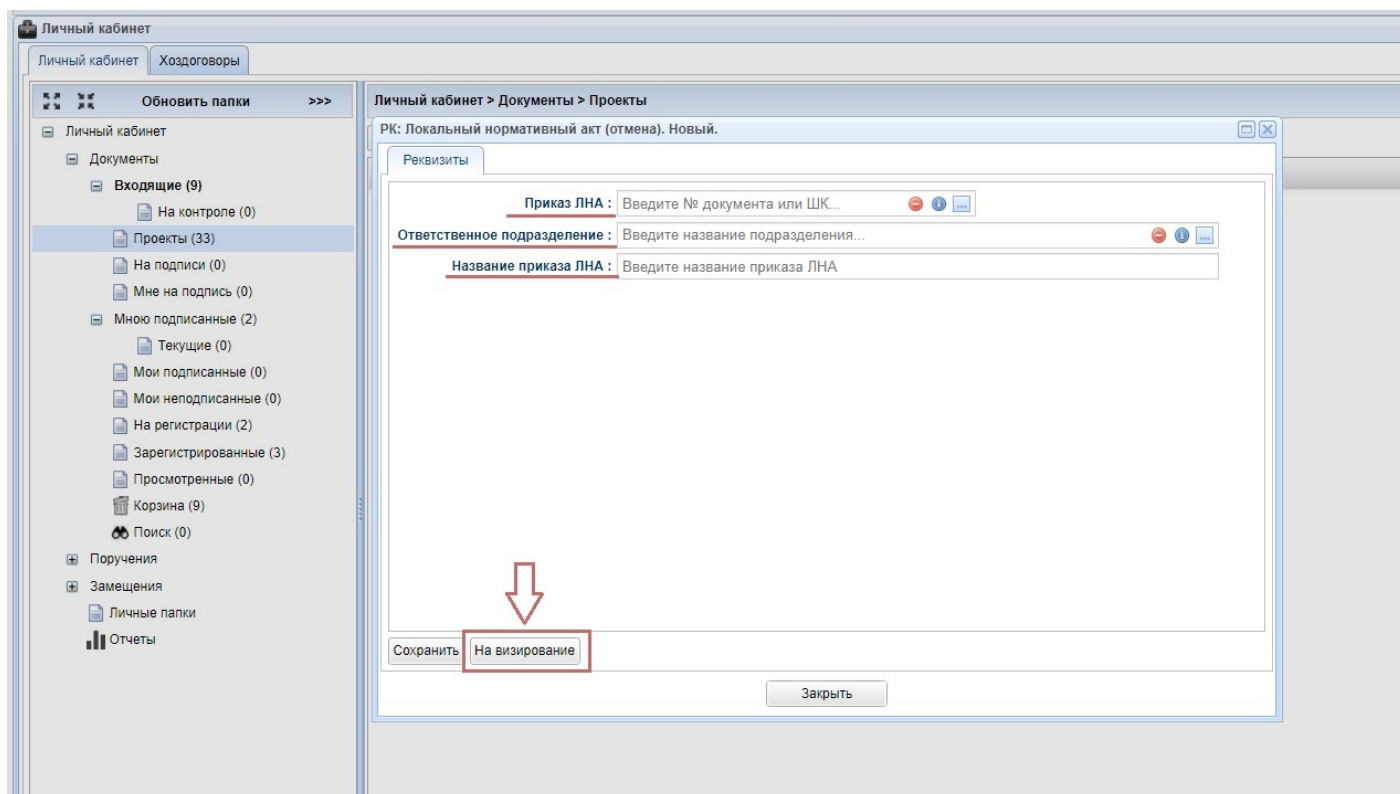 Личный кабинет
Личный кабинет Хоздоговоры
Обновить папки >>>
Личный кабинет
Документы
Входящие (9)
На контроле (0)
Проекты (33)
На подписи (0)
Мне на подпись (0)
Мною подписанные (2)
Текущие (0)
Мои подписанные (0)
Мои неподписанные (0)
На регистрации (2)
Зарегистрированные (3)
Просмотренные (0)
Корзина (9)
Поиск (0)
Поручения
Замещения
Личные папки
Отчеты
Личный кабинет > Документы > Проекты
РК: Локальный нормативный акт (отмена). Новый.
Реквизиты
Приказ ЛНА : Введите № документа или ШК...
Ответственное подразделение : Введите название подразделения...
Название приказа ЛНА : Введите название приказа ЛНА
Сохранить На визирование
Закрыть